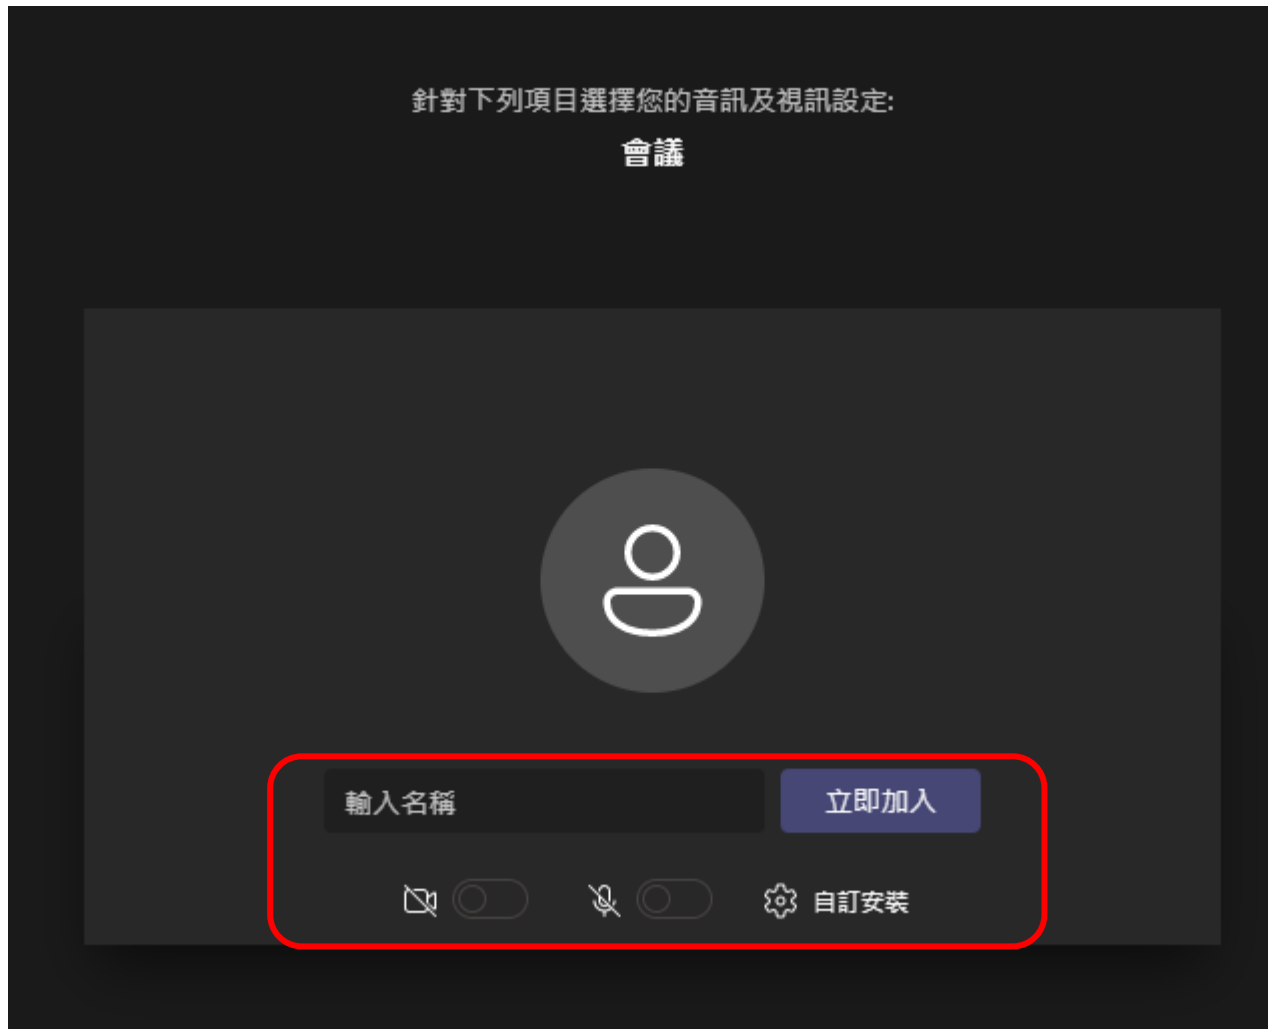 針對下列項目選擇您的音訊及視訊設定:
會議
輸入名稱
立即加入
自訂安裝